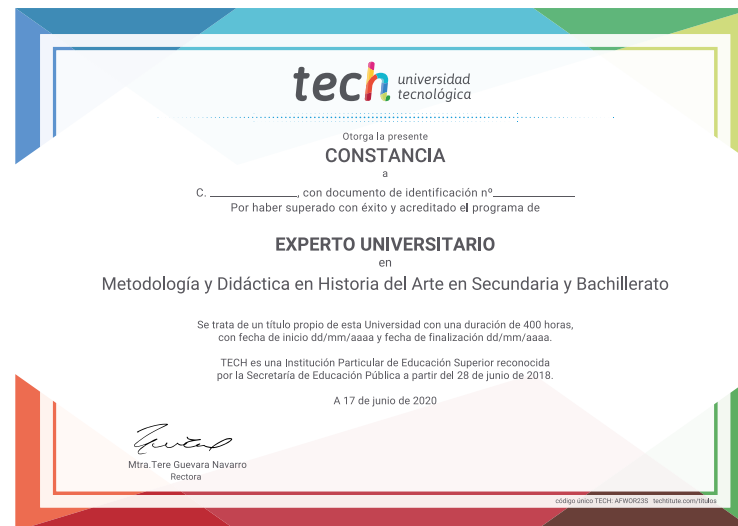 tech universidad
tecnológica
Otorga la presente
CONSTANCIA
a
C. ______________, con documento de identificación nº______________
Por haber superado con éxito y acreditado el programa de
EXPERTO UNIVERSITARIO
en
Metodología y Didáctica en Historia del Arte en Secundaria y Bachillerato
Se trata de un título propio de esta Universidad con una duración de 400 horas,
con fecha de inicio dd/mm/aaaa y fecha de finalización dd/mm/aaaa.
TECH es una Institución Particular de Educación Superior reconocida
por la Secretaría de Educación Pública a partir del 28 de junio de 2018.
A 17 de junio de 2020
Mtra.Tere Guevara Navarro
Rectora
código único TECH: AFWOR23S techtitute.com/titulos